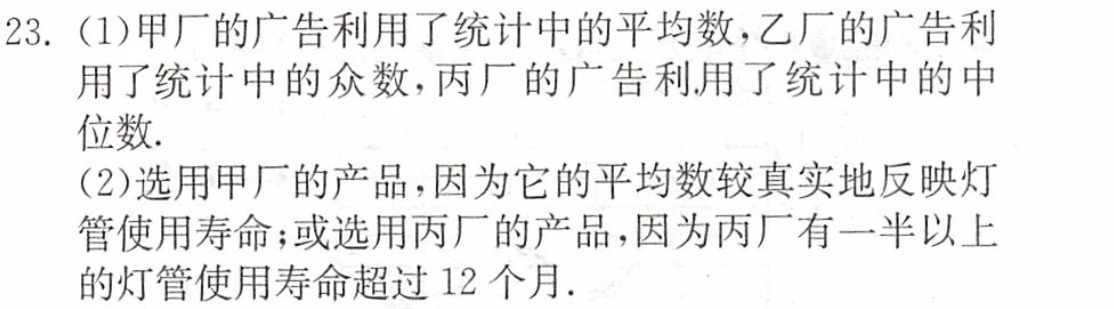 23. (1)甲厂的广告利用了统计中的平均数,乙厂的广告利
用了统计中的众数,丙厂的广告利用了统计中的中
位数.
(2)选用甲厂的产品,因为它的平均数较真实地反映灯
管使用寿命;或选用丙厂的产品,因为丙厂有一半以上
的灯管使用寿命超过 12 个月.